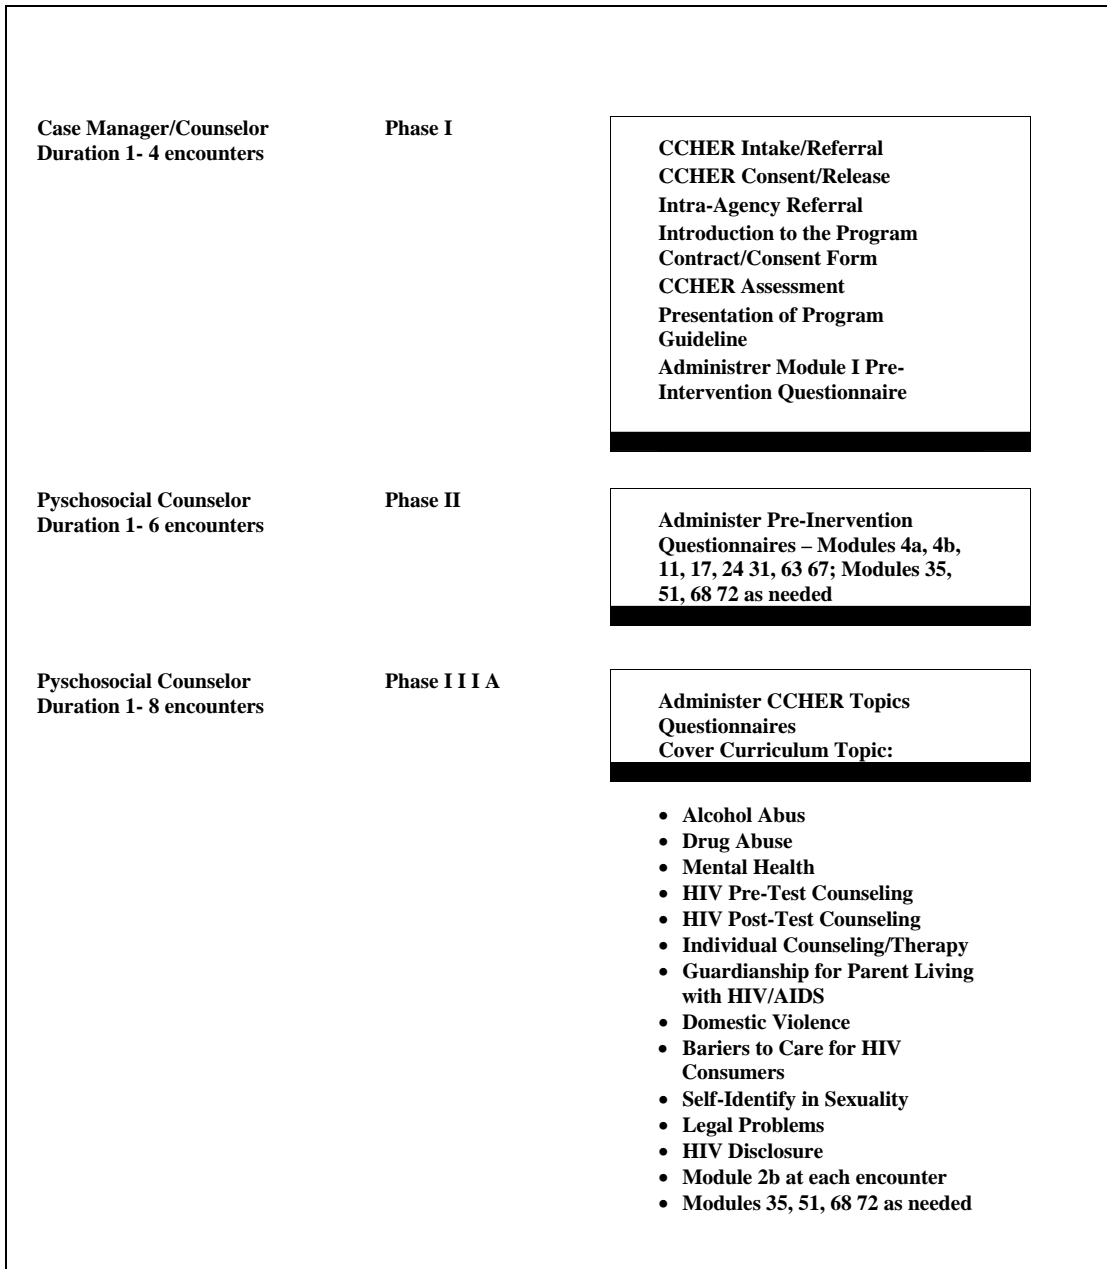 Case Manager/Counselor
Duration 1- 4 encounters
Phase I
CCHER Intake/Referral
CCHER Consent/Release
Intra-Agency Referral
Introduction to the Program
Contract/Consent Form
CCHER Assessment
Presentation of Program
Guideline
Administrer Module I Pre-
Intervention Questionnaire
Pyschosocial Counselor
Duration 1- 6 encounters
Phase II
Administer Pre-Inervention
Questionnaires – Modules 4a, 4b,
11, 17, 24 31, 63 67; Modules 35,
51, 68 72 as needed
Pyschosocial Counselor
Duration 1- 8 encounters
Phase I I I A
Administer CCHER Topics
Questionnaires
Cover Curriculum Topic:
• Alcohol Abus
• Drug Abuse
• Mental Health
• HIV Pre-Test Counseling
• HIV Post-Test Counseling
• Individual Counseling/Therapy
• Guardianship for Parent Living
with HIV/AIDS
• Domestic Violence
• Bariers to Care for HIV
Consumers
• Self-Identify in Sexuality
• Legal Problems
• HIV Disclosure
• Module 2b at each encounter
• Modules 35, 51, 68 72 as needed